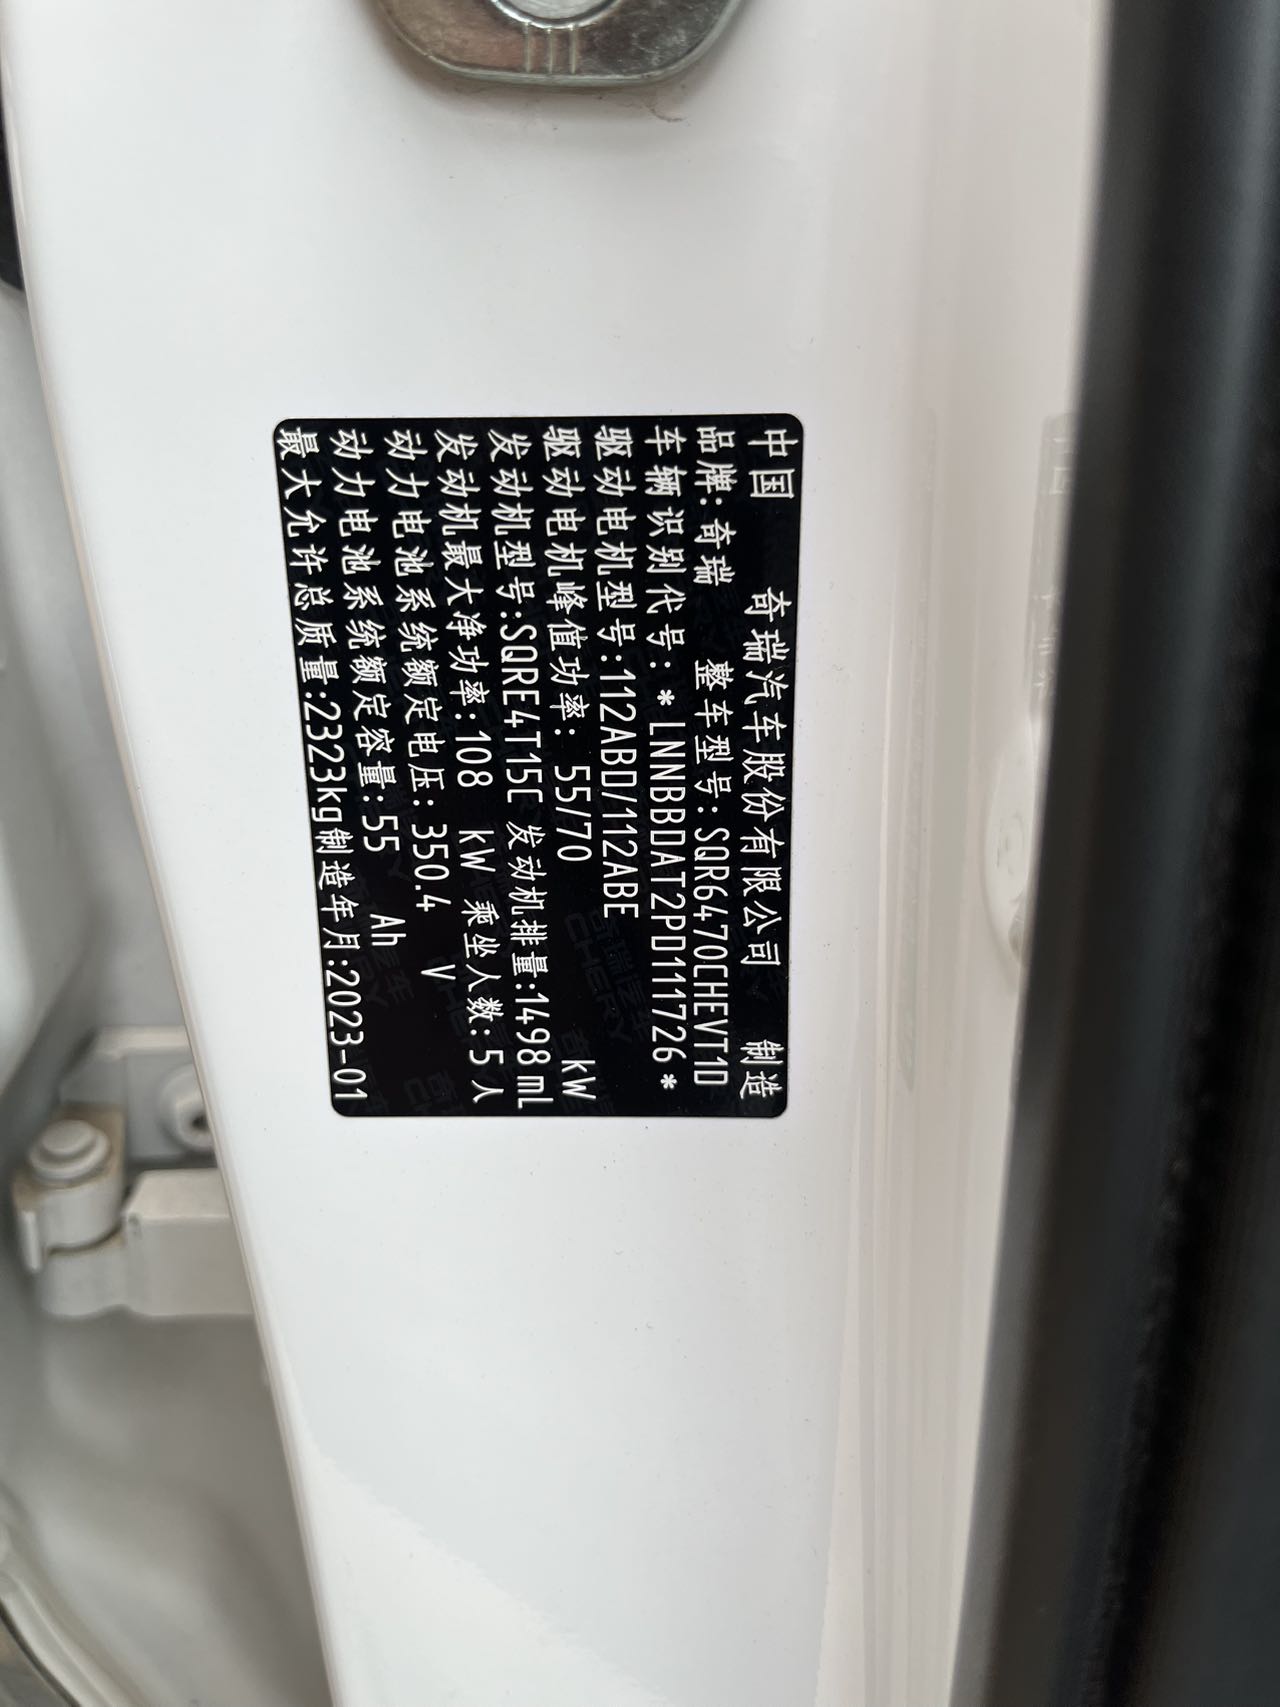 中国 奇瑞汽车股份有限公司 制造
品牌:奇瑞 整车型号:SQR6470CHEVT1D
车辆识别代号:*LNNBBDAT2PD111726*
驱动电机型号:112ABD/112ABE
驱动电机峰值功率: 55/70 kW
发动机型号:SQRE4T15C 发动机排量:1498mL
发动机最大净功率:108 kW 乘坐人数:5人
动力电池系统额定电压:350.4 V
动力电池系统额定容量:55 Ah
最大允许总质量:2323kg制造年月:2023-01